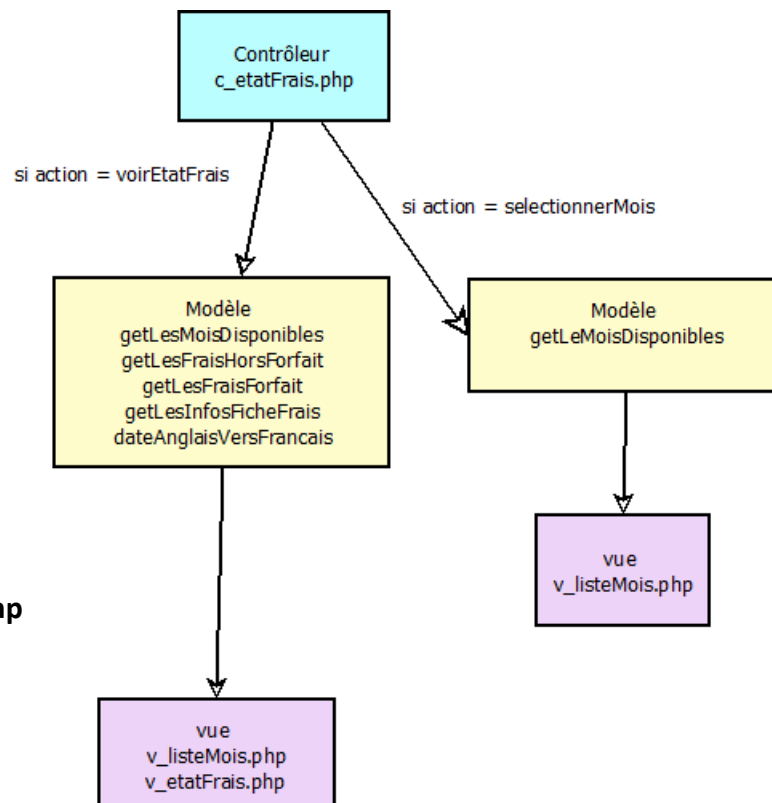 Contrôleur
c_etatFrais.php
si action = voirEtatFrais
si action = selectionnerMois
Modèle
getLesMoisDisponibles
getLesFraisHorsForfait
getLesFraisForfait
getLesInfosFicheFrais
dateAnglaisVersFrancais
Modèle
getLeMoisDisponibles
vue
v_listeMois.php
vue
v_listeMois.php
v_etatFrais.php